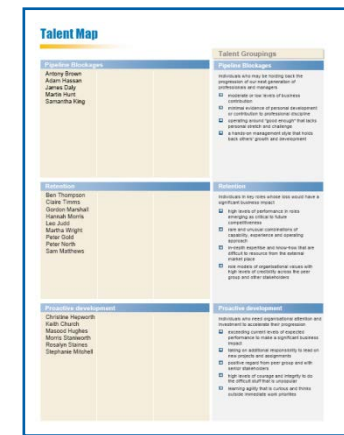 Talent Map
Talent Groupings
Pipeline Blockages
Antony Brown
Adam Hassan
James Daly
Martin Hunt
Samantha King
Pipeline Blockages
Individuals who may be holding back the
progression of our next generation of
professionals and managers
moderate or low levels of business
contribution
minimal evidence of personal development
or contribution to professional discipline
operating around "good enough" that lacks
personal stretch and challenge
a hands-on management style that holds
back others' growth and development
Retention
Ben Thompson
Claire Timms
Gordon Marshall
Hannah Morris
Leo Judd
Martha Wright
Peter Gold
Peter North
Sam Matthews
Retention
Individuals in key roles whose loss would have a
significant business impact
high levels of performance in roles
emerging as critical to future
competitiveness
rare and unusual combinations of
capability, experience and operating
approach
in-depth expertise and know-how that are
difficult to resource from the external
market place
role models of organisational values with
high levels of credibility across the peer
group and other stakeholders
Proactive development
Christine Hepworth
Keith Church
Masood Hughes
Morris Stanworth
Rosalyn Staines
Stephanie Mitchell
Proactive development
Individuals who need organisational attention and
investment to accelerate their progression
exceeding current levels of expected
performance to make a significant business
impact
taking on additional responsibility to lead on
new projects and assignments
positive regard from peer group and with
senior stakeholders
high levels of courage and integrity to do
the difficult stuff that is unpopular
learning agility that is curious and thinks
outside immediate work priorities